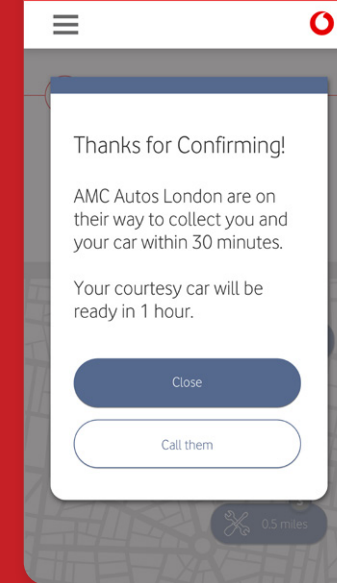 Thanks for Confirming!
AMC Autos London are on
their way to collect you and
your car within 30 minutes.
Your courtesy car will be
ready in 1 hour.
Close
Call them
0.5 miles